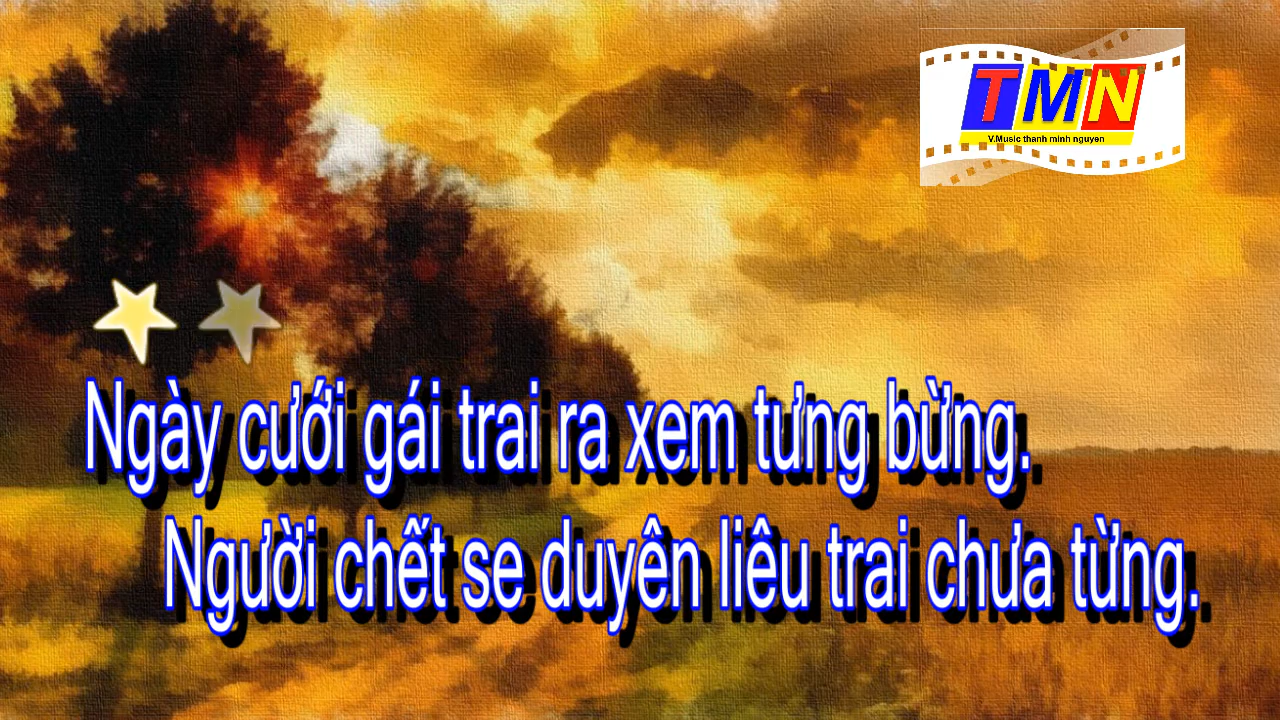 TMN
V.Music thanh minh nguyen
Ngày cưới gái trai ra xem tưng bừng.
Người chết se duyên liêu trai chưa từng.